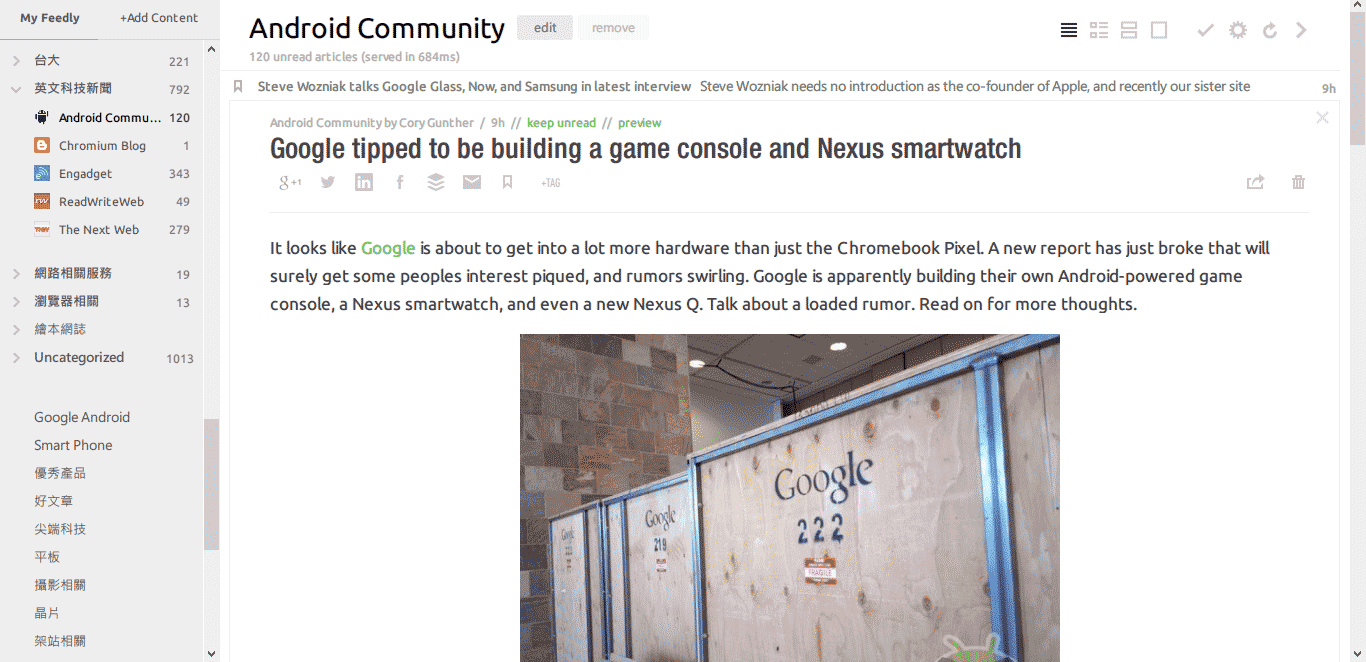 My Feedly
+Add Content
台大 221
英文科技新聞 792
Android Commu... 120
Chromium Blog 1
Engadget 343
ReadWriteWeb 49
The Next Web 279
網路相關服務 19
瀏覽器相關 13
繪本網誌
Uncategorized 1013
Google Android
Smart Phone
優秀產品
好文章
尖端科技
平板
攝影相關
晶片
架站相關
Android Community edit remove
120 unread articles (served in 684ms)
Steve Wozniak talks Google Glass, Now, and Samsung in latest interview Steve Wozniak needs no introduction as the co-founder of Apple, and recently our sister site 9h
Android Community by Cory Gunther / 9h // keep unread // preview
Google tipped to be building a game console and Nexus smartwatch
g+1 +TAG
It looks like Google is about to get into a lot more hardware than just the Chromebook Pixel. A new report has just broke that will
surely get some peoples interest piqued, and rumors swirling. Google is apparently building their own Android-powered game
console, a Nexus smartwatch, and even a new Nexus Q. Talk about a loaded rumor. Read on for more thoughts.
Google
222
FRAGILE
Google
219
Google